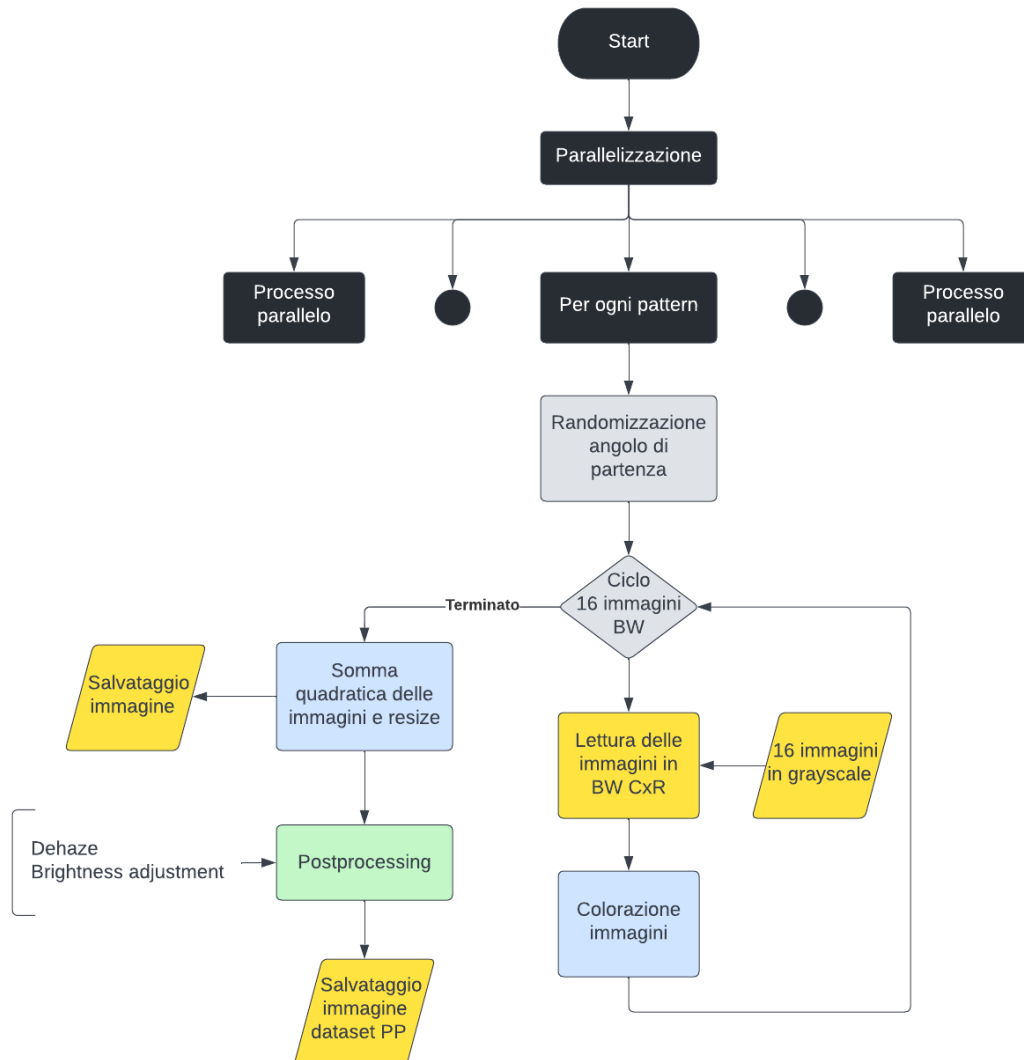 Start
Parallelizzazione
Processo
parallelo
Per ogni pattern
Processo
parallelo
Randomizzazione
angolo di
partenza
Ciclo
16 immagini
BW
Terminato
Salvataggio
immagine
Somma
quadratica delle
immagini e resize
Lettura delle
immagini in
BW CxR
16 immagini
in grayscale
Dehaze
Brightness adjustment
Postprocessing
Colorazione
immagini
Salvataggio
immagine
dataset PP